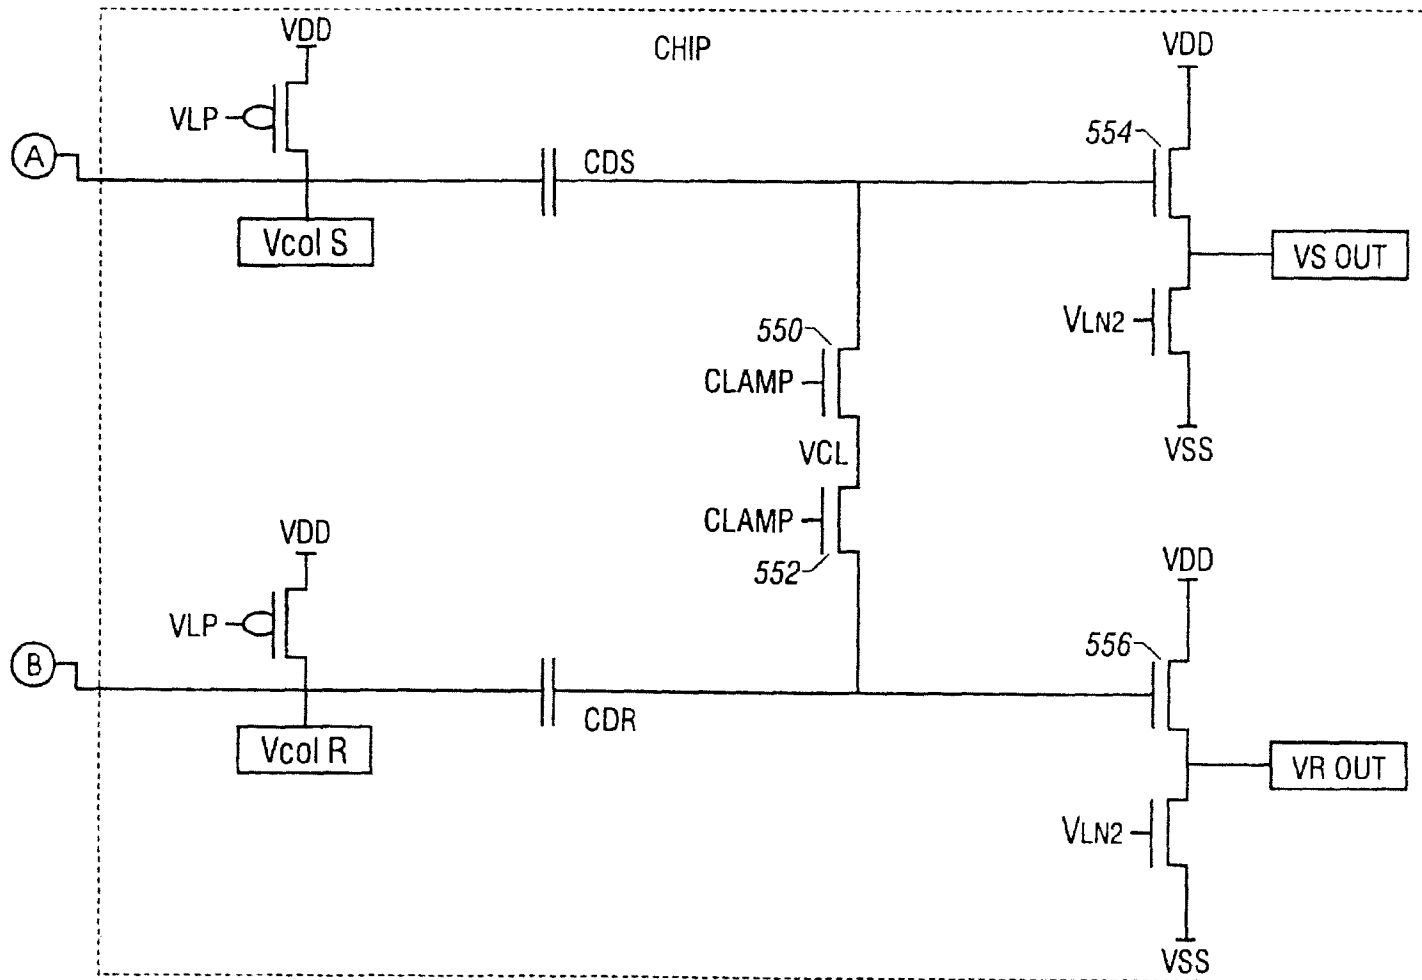 VDD
CHIP
VDD
VLP
554
A
CDS
Vcol S
VS OUT
VLN2
550
CLAMP
VCL
VSS
CLAMP
VDD
552
VDD
VLP
556
B
CDR
Vcol R
VR OUT
VLN2
VSS